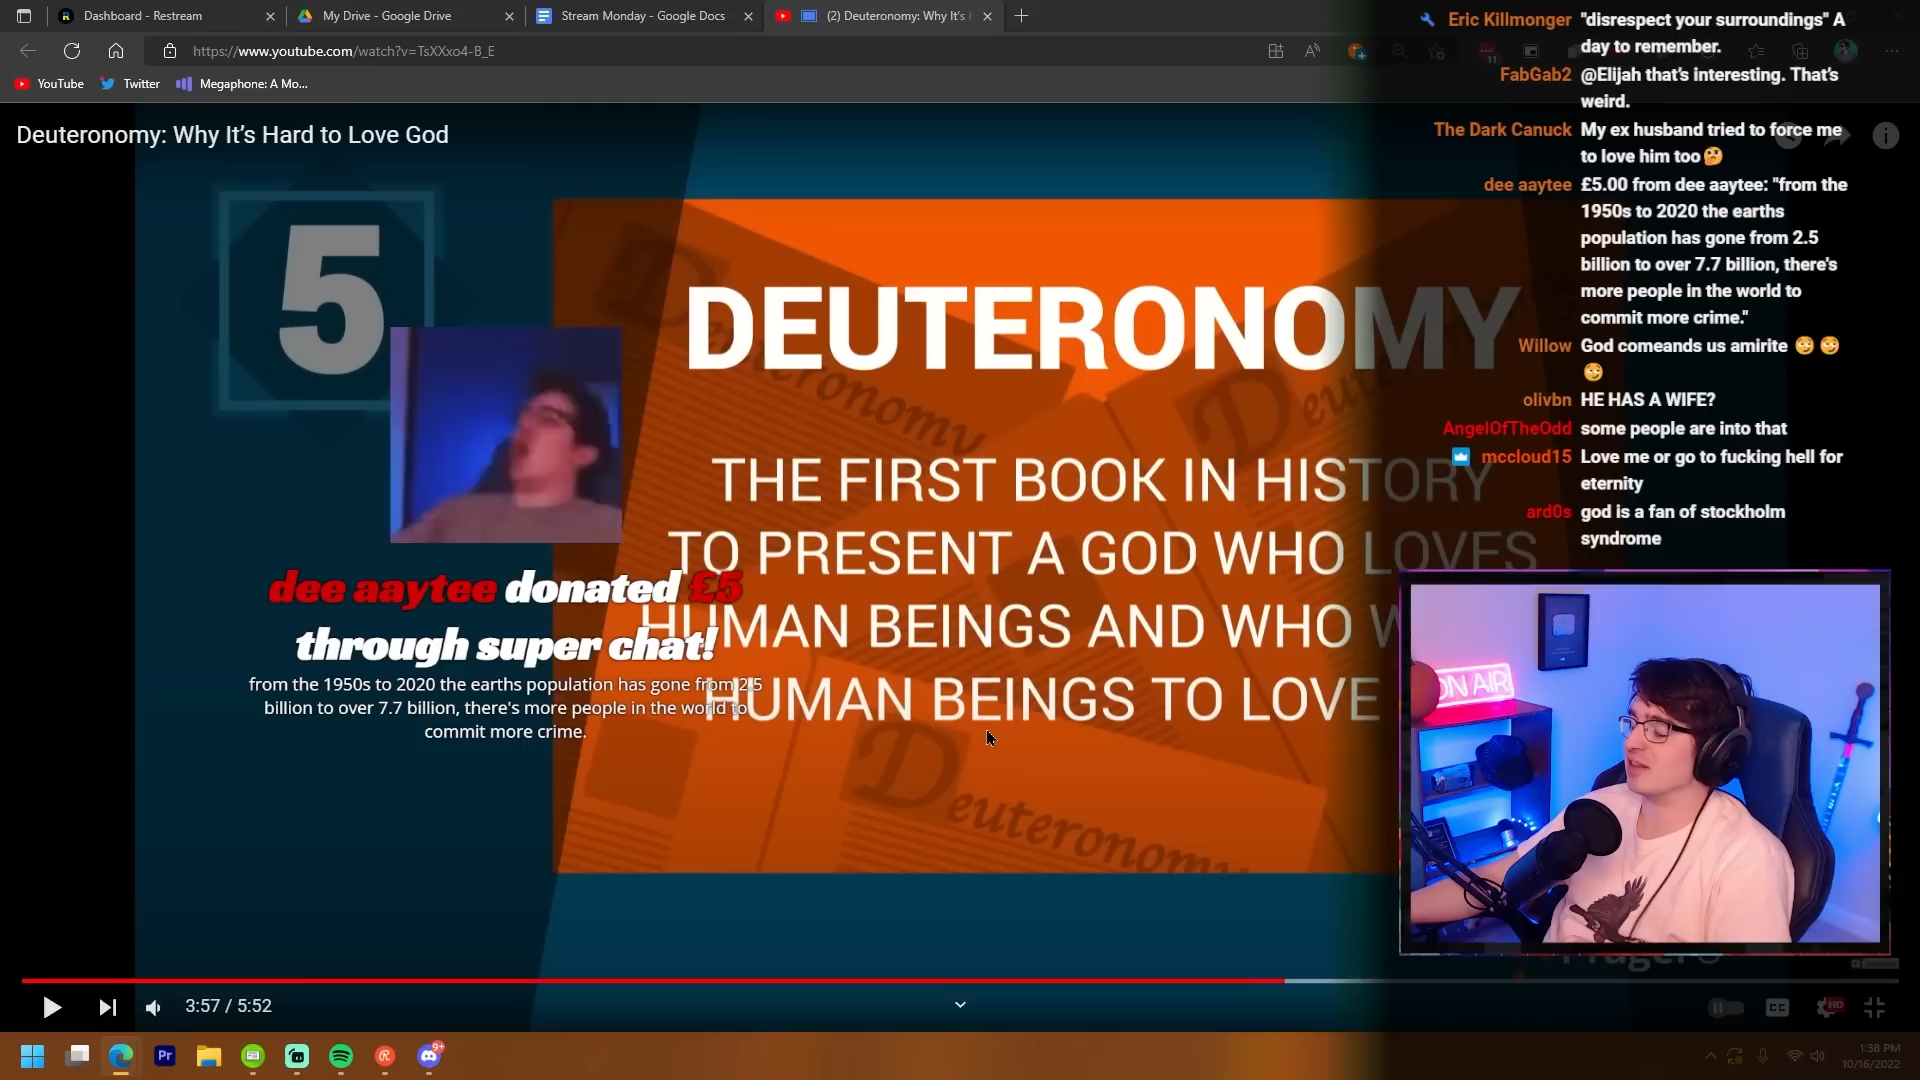 Dashboard - Restream
My Drive - Google Drive
Stream Monday - Google Docs
(2) Deuteronomy: Why It's
https://www.youtube.com/watch?v=TsXXxo4-B_E
11
YouTube
Twitter
Megaphone: A Mo...
Deuteronomy: Why It's Hard to Love God
5
DEUTERONOMY
THE FIRST BOOK IN HISTORY
TO PRESENT A GOD WHO LOVES
HUMAN BEINGS AND WHO W
HUMAN BEINGS TO LOVE
Deuteronomy
Deute
Deuteronomy
dee aaytee donated £5
through super chat!
from the 1950s to 2020 the earths population has gone from 2.5
billion to over 7.7 billion, there's more people in the world to
commit more crime.
Eric Killmonger "disrespect your surroundings" A
day to remember.
FabGab2 @Elijah that's interesting. That's
weird.
The Dark Canuck My ex husband tried to force me
to love him too🤔
dee aaytee £5.00 from dee aaytee: "from the
1950s to 2020 the earths
population has gone from 2.5
billion to over 7.7 billion, there's
more people in the world to
commit more crime."
Willow God comeands us amirite 🙄 🙄
🙄
olivbn HE HAS A WIFE?
AngelOfTheOdd some people are into that
mccloud15 Love me or go to fucking hell for
eternity
ard0s god is a fan of stockholm
syndrome
ON AIR
3:57 / 5:52
CC
HD
Pr
9+
1:38 PM
10/16/2022